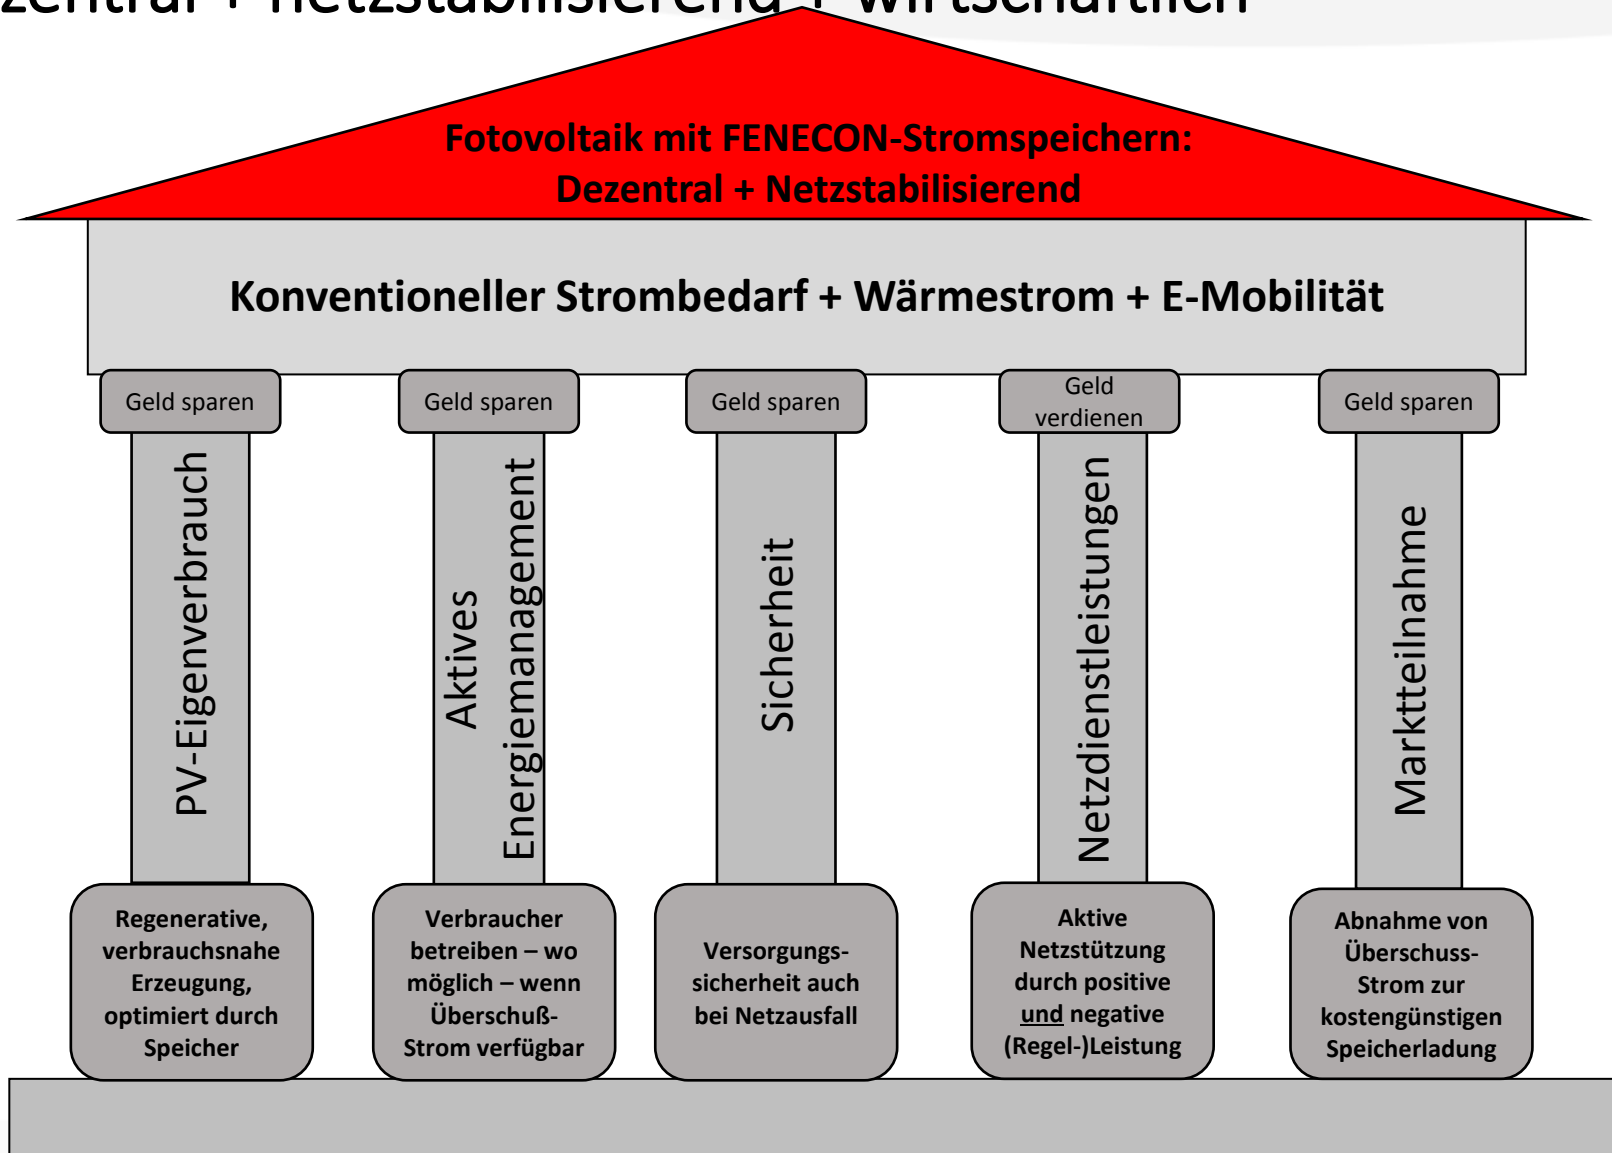 zentral + netzstabilisierend + wirtschaftlich
Fotovoltaik mit FENECON-Stromspeichern:
Dezentral + Netzstabilisierend
Konventioneller Strombedarf + Wärmestrom + E-Mobilität
Geld sparen
Geld sparen
Geld sparen
Geld
verdienen
Geld sparen
PV-Eigenverbrauch
Aktives
Energiemanagement
Sicherheit
Netzdienstleistungen
Marktteilnahme
Regenerative,
verbrauchsnahe
Erzeugung,
optimiert durch
Speicher
Verbraucher
betreiben – wo
möglich – wenn
Überschuß-
Strom verfügbar
Versorgungs-
sicherheit auch
bei Netzausfall
Aktive
Netzstützung
durch positive
und negative
(Regel-)Leistung
Abnahme von
Überschuss-
Strom zur
kostengünstigen
Speicherladung